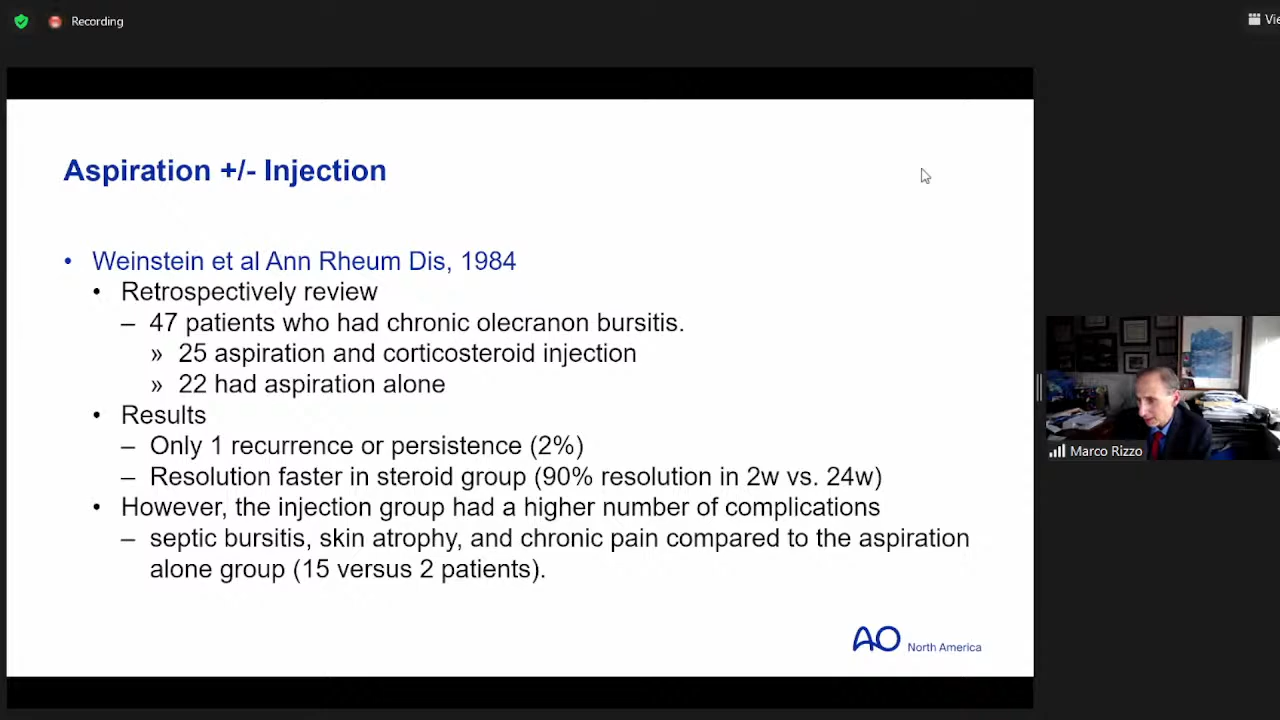 Recording
Vie
Aspiration +/- Injection
• Weinstein et al Ann Rheum Dis, 1984
• Retrospectively review
– 47 patients who had chronic olecranon bursitis.
» 25 aspiration and corticosteroid injection
» 22 had aspiration alone
• Results
– Only 1 recurrence or persistence (2%)
– Resolution faster in steroid group (90% resolution in 2w vs. 24w)
• However, the injection group had a higher number of complications
– septic bursitis, skin atrophy, and chronic pain compared to the aspiration
alone group (15 versus 2 patients).
AO North America
Marco Rizzo